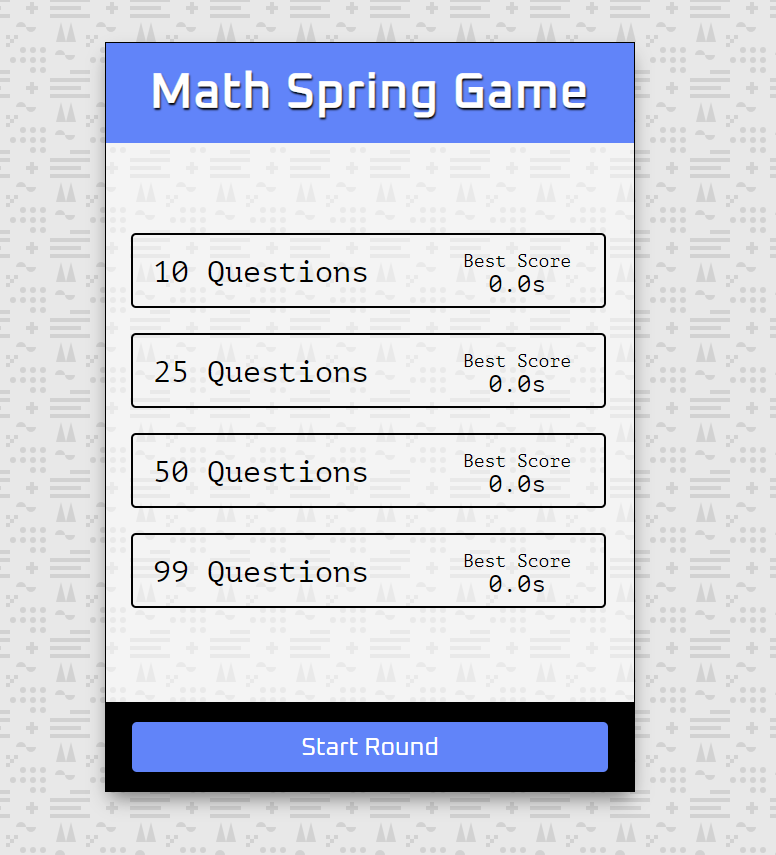 Math Spring Game
10 Questions
Best Score
0.0s
25 Questions
Best Score
0.0s
50 Questions
Best Score
0.0s
99 Questions
Best Score
0.0s
Start Round